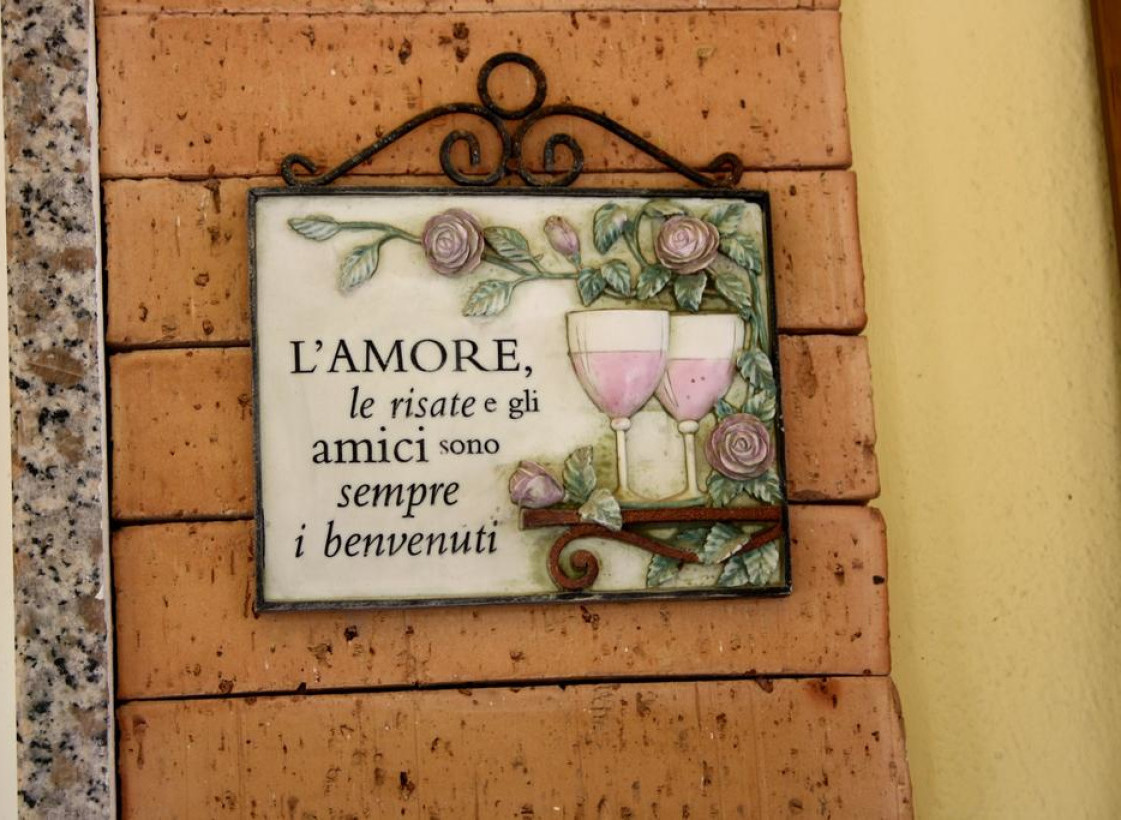 L'AMORE,
le risate e gli
amici sono
sempre
i benvenuti